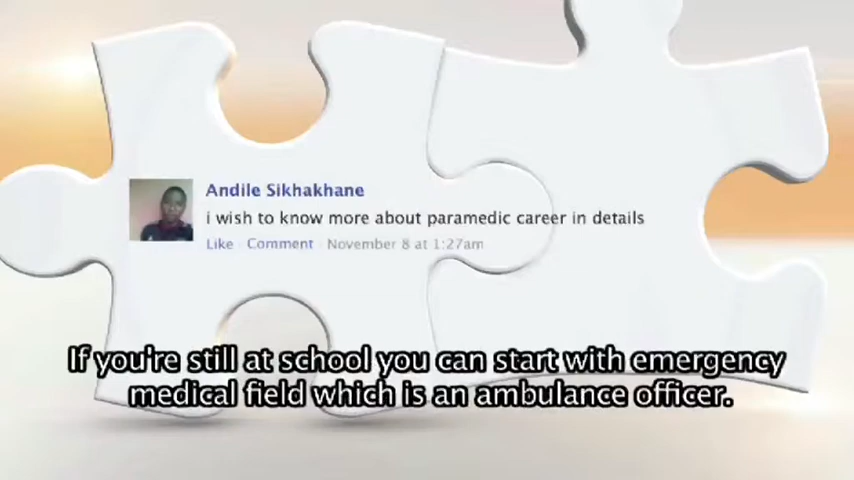 Andile Sikhakhane
i wish to know more about paramedic career in details
Like · Comment · November 8 at 1:27am
If you're still at school you can start with emergency
medical field which is an ambulance officer.